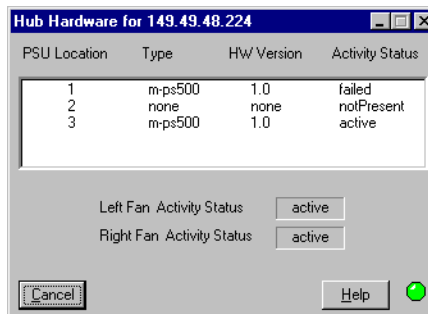 Hub Hardware for 149.49.48.224
PSU Location Type HW Version Activity Status
1 m-ps500 1.0 failed
2 none none notPresent
3 m-ps500 1.0 active
Left Fan Activity Status active
Right Fan Activity Status active
Cancel Help